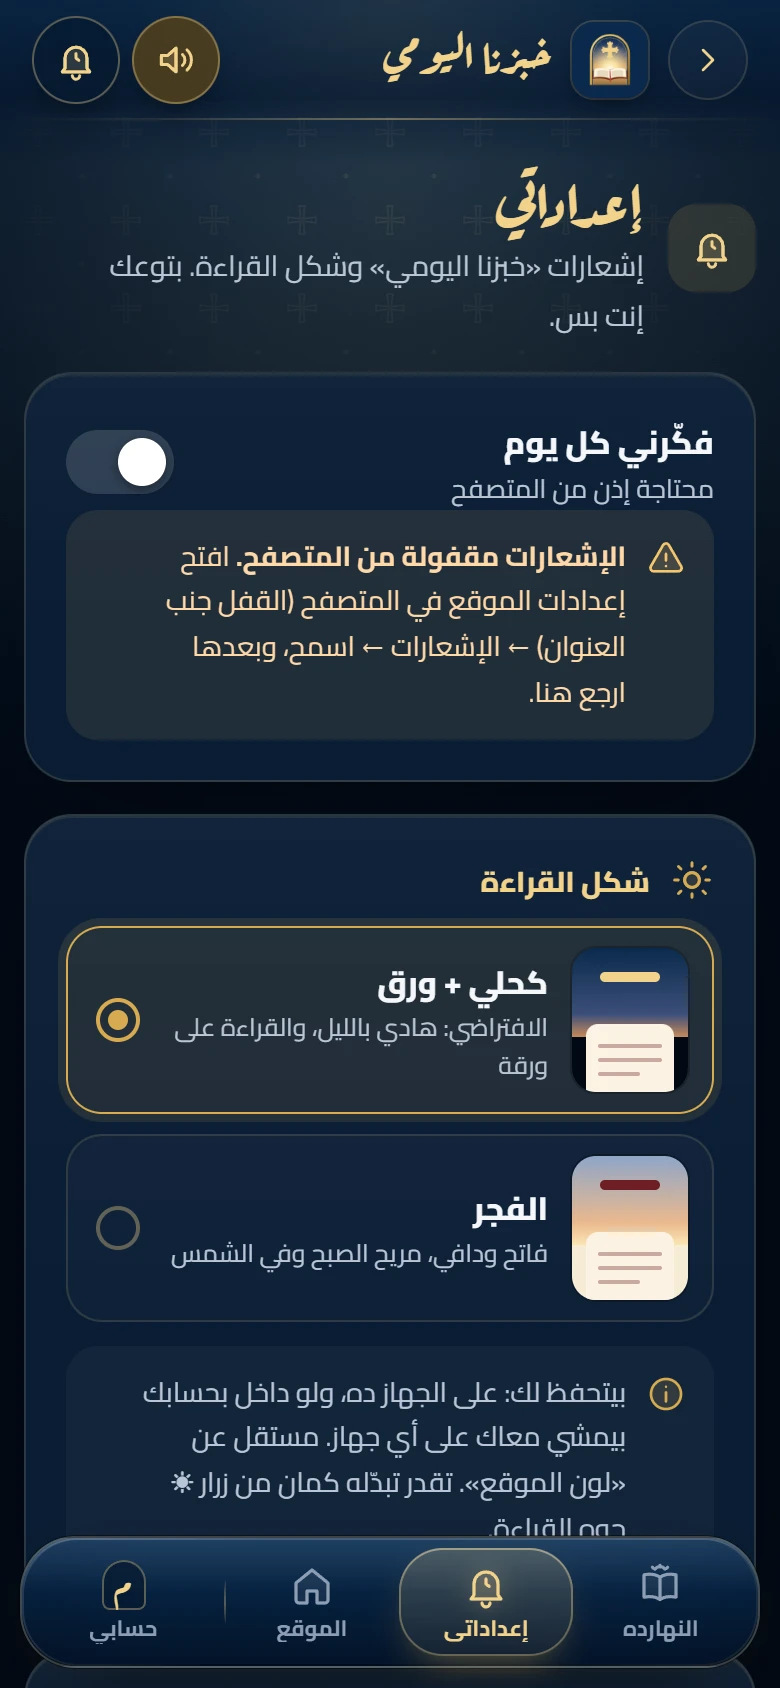 خبزنا اليومي
إعداداتي
إشعارات «خبزنا اليومي» وشكل القراءة. بتوعك
إنت بس.
فكّرني كل يوم
محتاجة إذن من المتصفح
الإشعارات مقفولة من المتصفح. افتح
إعدادات الموقع في المتصفح (القفل جنب
العنوان) ← الإشعارات ← اسمح، وبعدها
ارجع هنا.
شكل القراءة
كحلي + ورق
الافتراضي: هادي بالليل، والقراءة على
ورقة
الفجر
فاتح ودافي، مريح الصبح وفي الشمس
بيتحفظ لك: على الجهاز ده، ولو داخل بحسابك
بيمشي معاك على أي جهاز. مستقل عن
«لون الموقع». تقدر تبدّله كمان من زرار ☀
جوه القراءة.
النهارده
إعداداتي
الموقع
م
حسابي